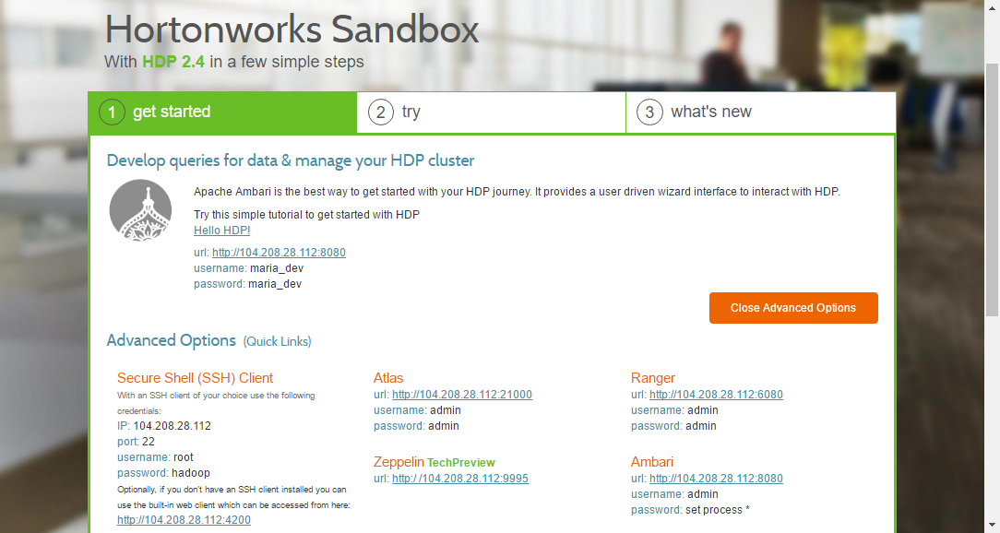 Hortonworks Sandbox
With HDP 2.4 in a few simple steps
1 get started
2 try
3 what's new
Develop queries for data & manage your HDP cluster
Apache Ambari is the best way to get started with your HDP journey. It provides a user driven wizard interface to interact with HDP.
Try this simple tutorial to get started with HDP
Hello HDP!
url: http://104.208.28.112:8080
username: maria_dev
password: maria_dev
Close Advanced Options
Advanced Options (Quick Links)
Secure Shell (SSH) Client
With an SSH client of your choice use the following
credentials:
IP: 104.208.28.112
port: 22
username: root
password: hadoop
Optionally, if you don't have an SSH client installed you can
use the built-in web client which can be accessed from here:
http://104.208.28.112:4200
Atlas
url: http://104.208.28.112:21000
username: admin
password: admin
Zeppelin TechPreview
url: http://104.208.28.112:9995
Ranger
url: http://104.208.28.112:6080
username: admin
password: admin
Ambari
url: http://104.208.28.112:8080
username: admin
password: set process *